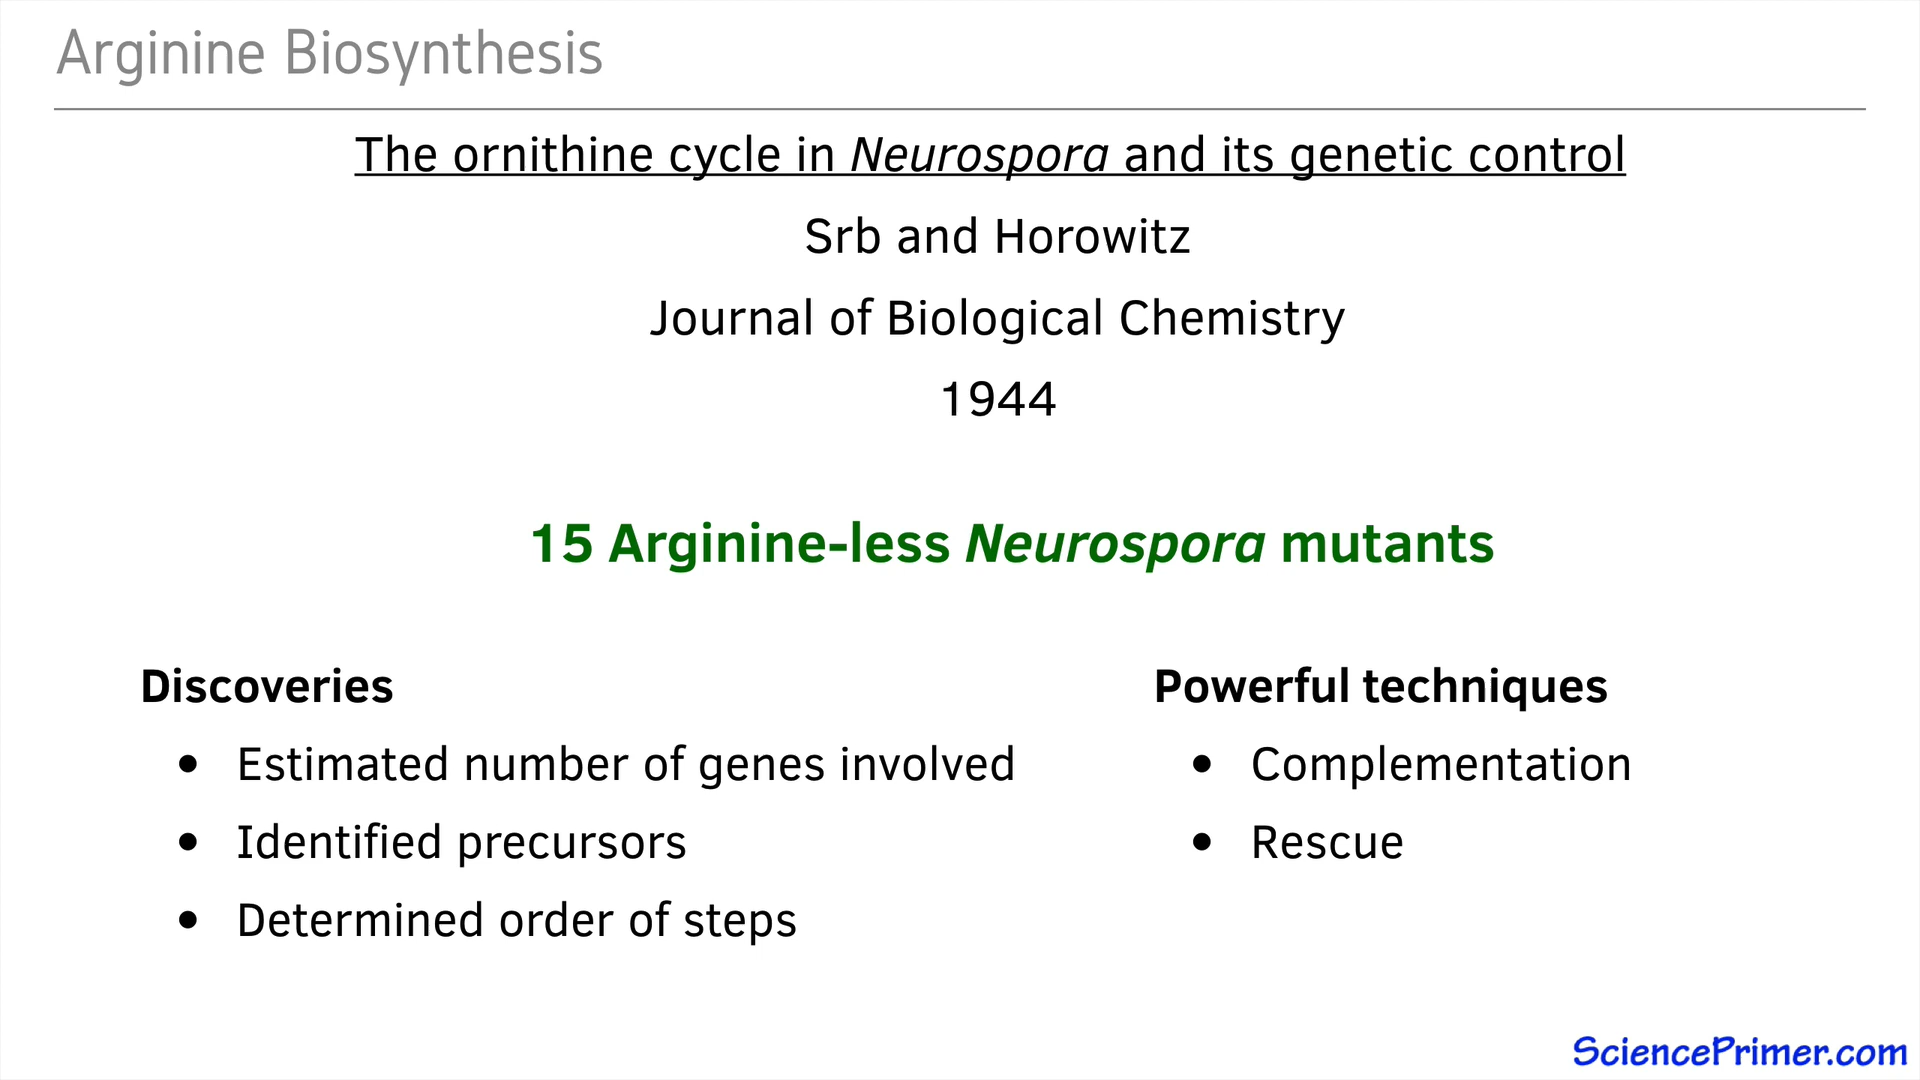 Arginine Biosynthesis
The ornithine cycle in Neurospora and its genetic control
Srb and Horowitz
Journal of Biological Chemistry
1944
15 Arginine-less Neurospora mutants
Discoveries
• Estimated number of genes involved
• Identified precursors
• Determined order of steps
Powerful techniques
• Complementation
• Rescue
SciencePrimer.com